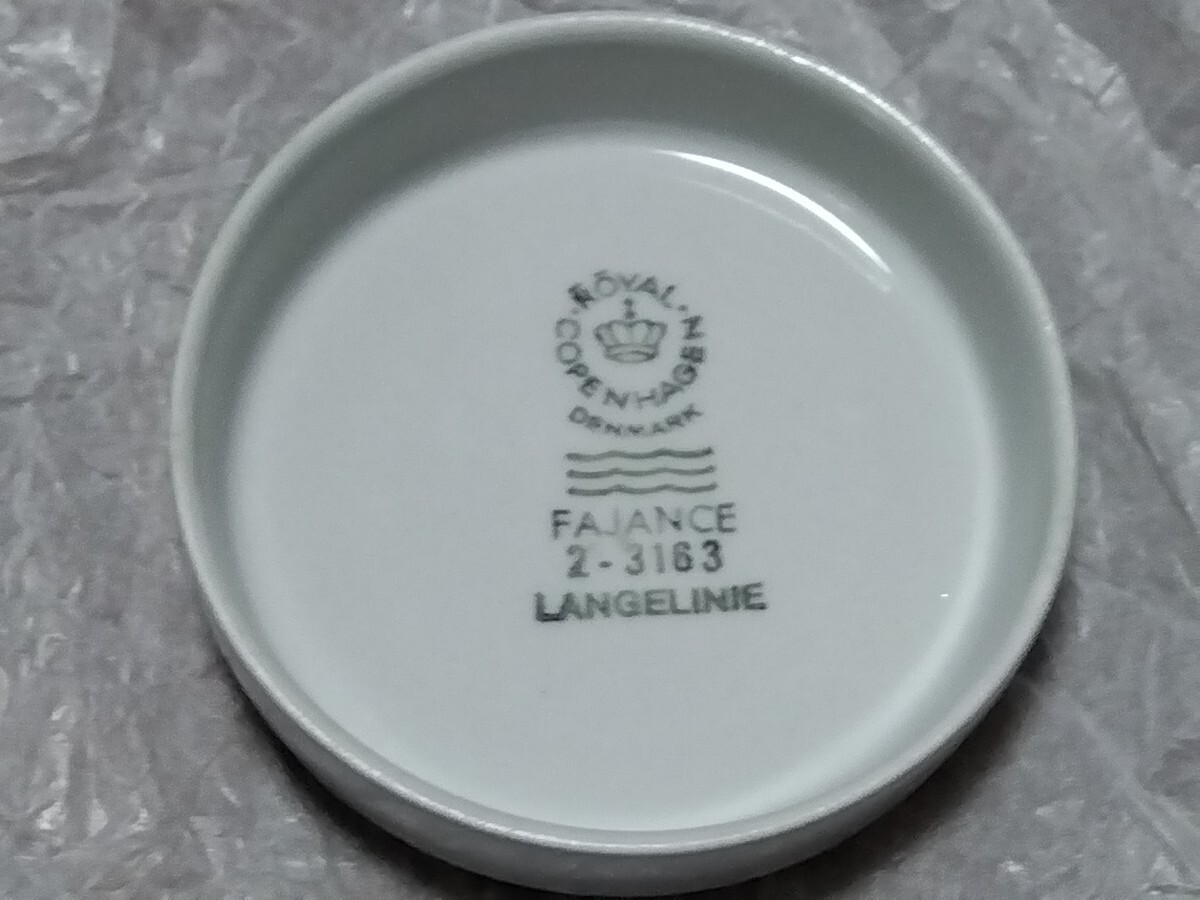 ROYAL
COPENHAGEN
DENMARK
FAJANCE
2-3163
LANGELINIE